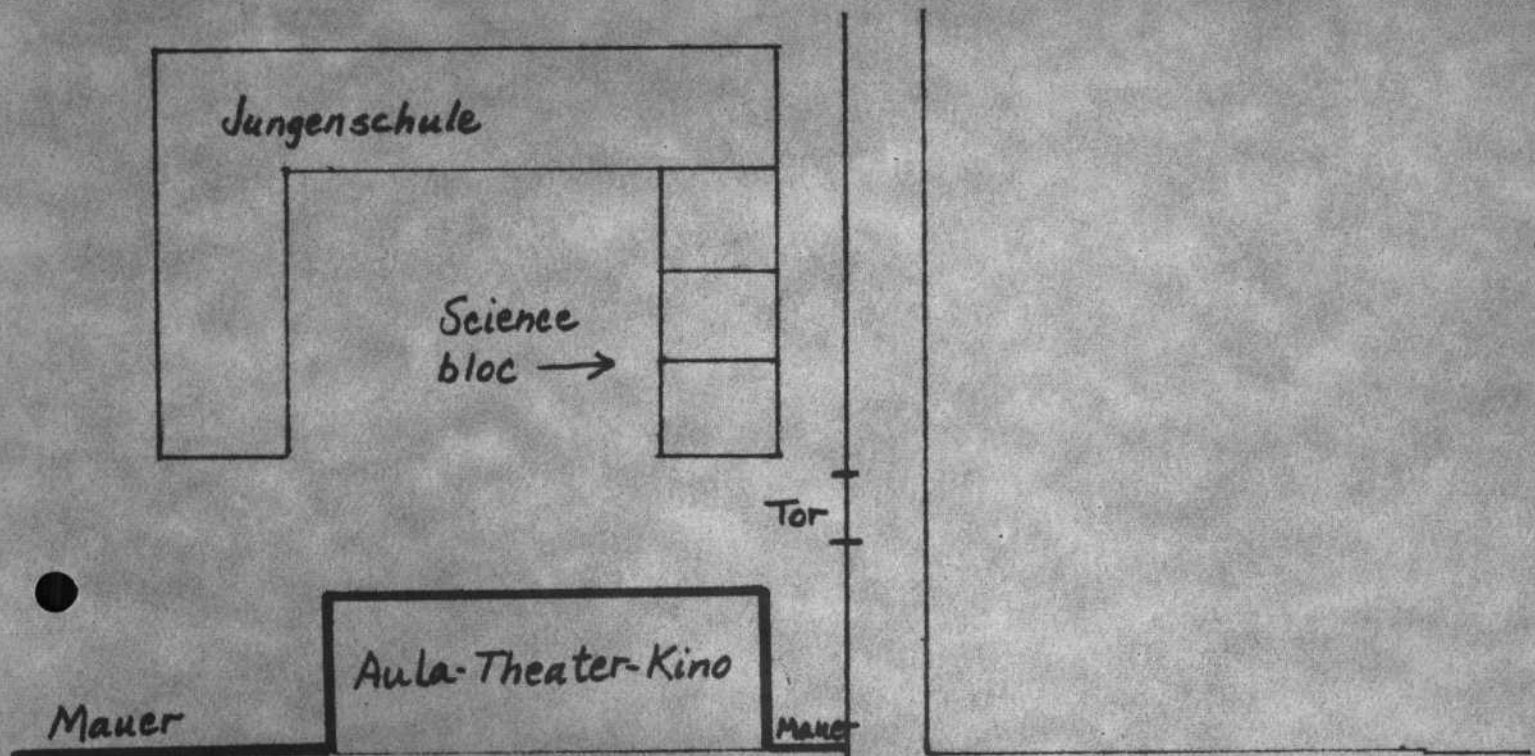 Jungenschule
Science
bloc →
Tor
Aula-Theater-Kino
Mauer
Mauer